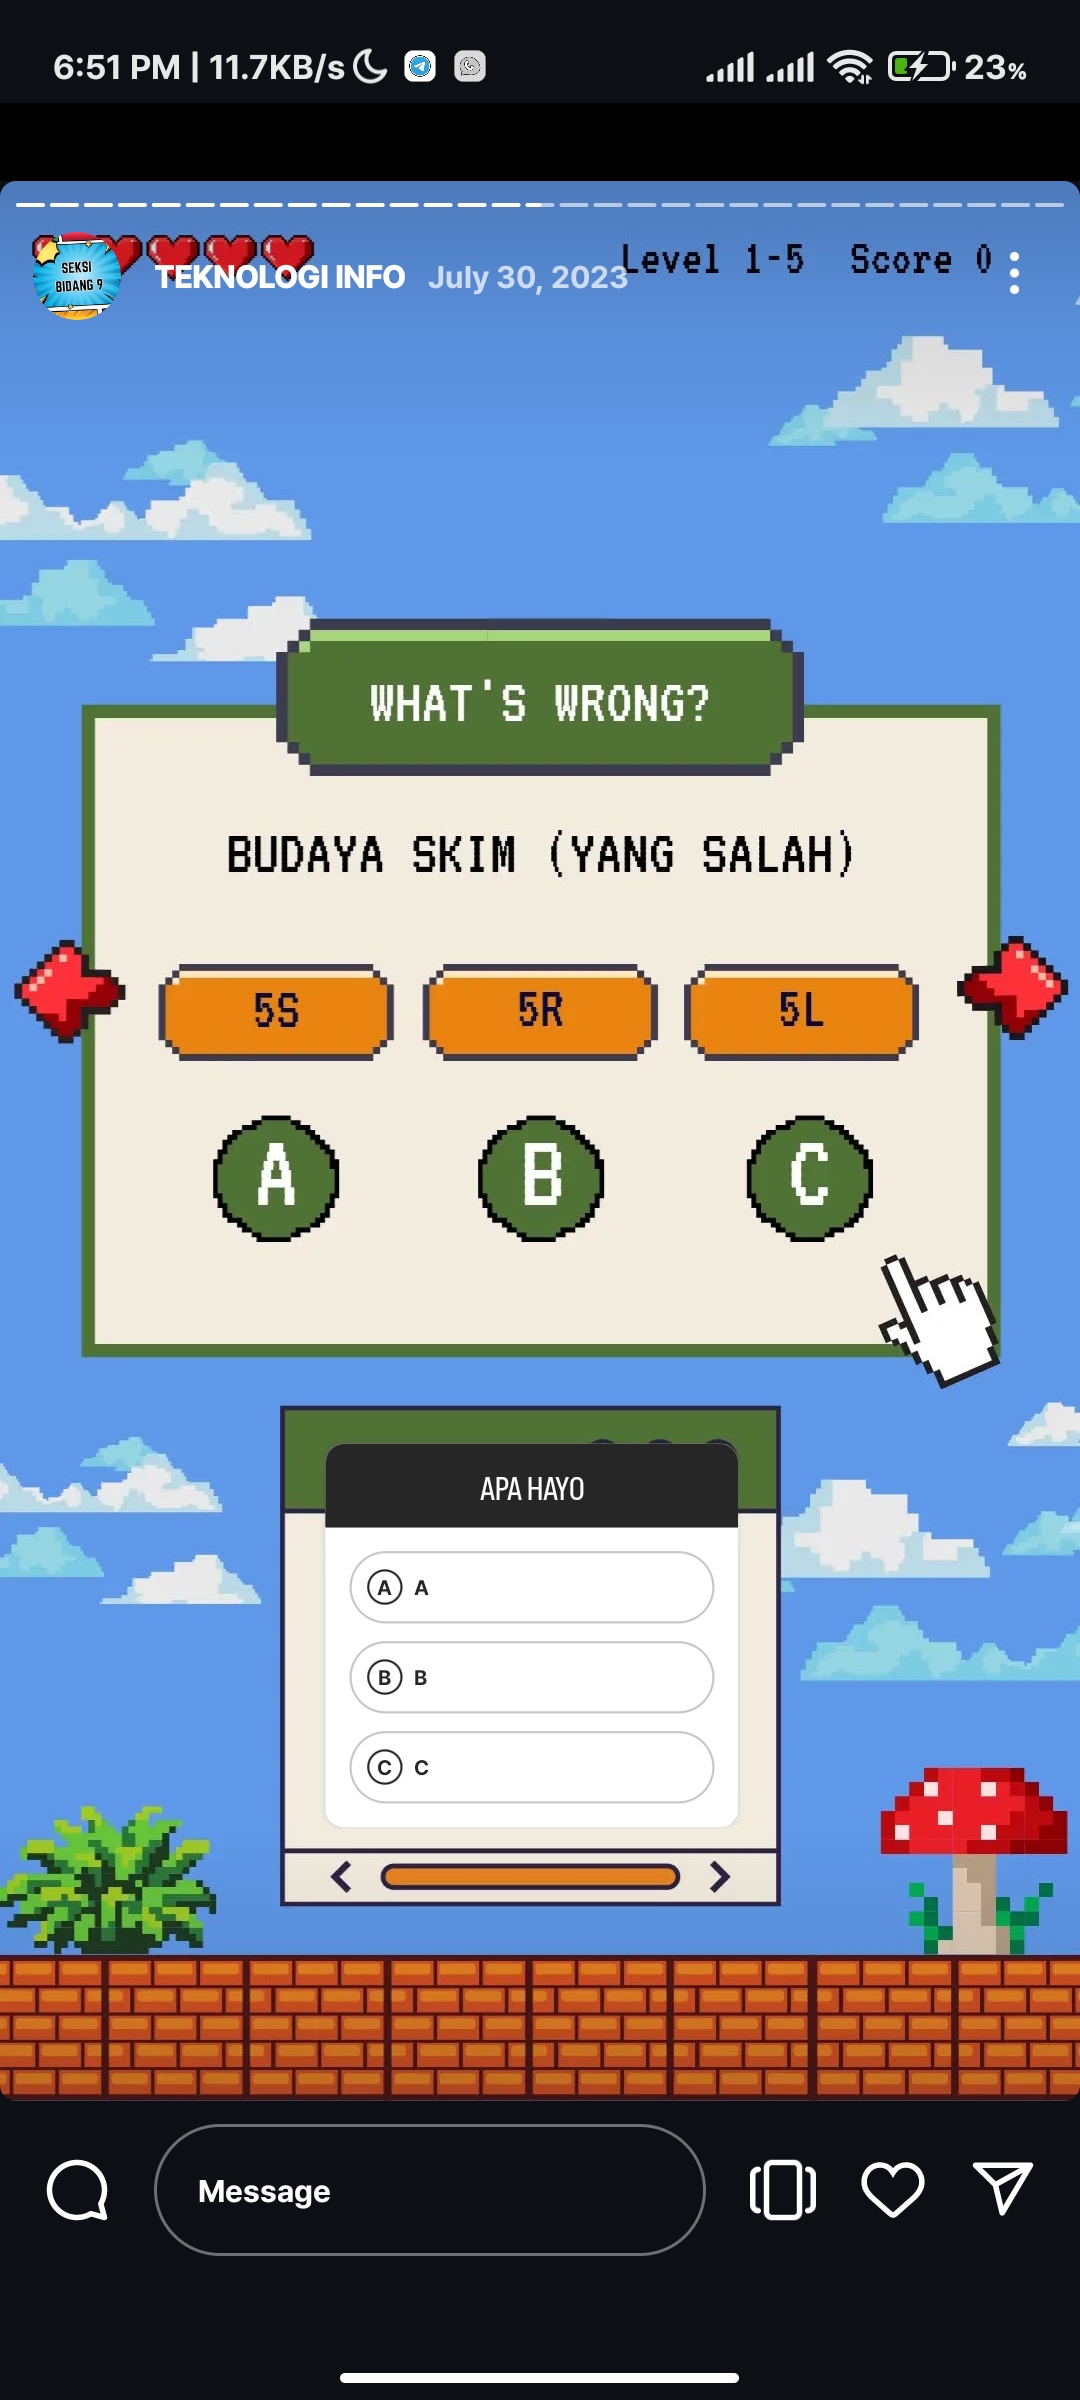 6:51 PM | 11.7KB/s
23%
Level 1-5 Score 0
SEKSI
BIDANG 9
TEKNOLOGI INFO July 30, 2023
WHAT'S WRONG?
BUDAYA SKIM (YANG SALAH)
5S 5R 5L
A B C
APA HAYO
A A
B B
C C
Message